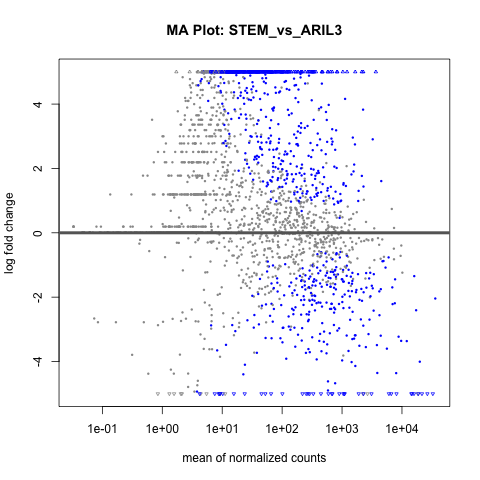 MA Plot: STEM_vs_ARIL3
log fold change
4
2
0
-2
-4
1e-01 1e+00 1e+01 1e+02 1e+03 1e+04
mean of normalized counts